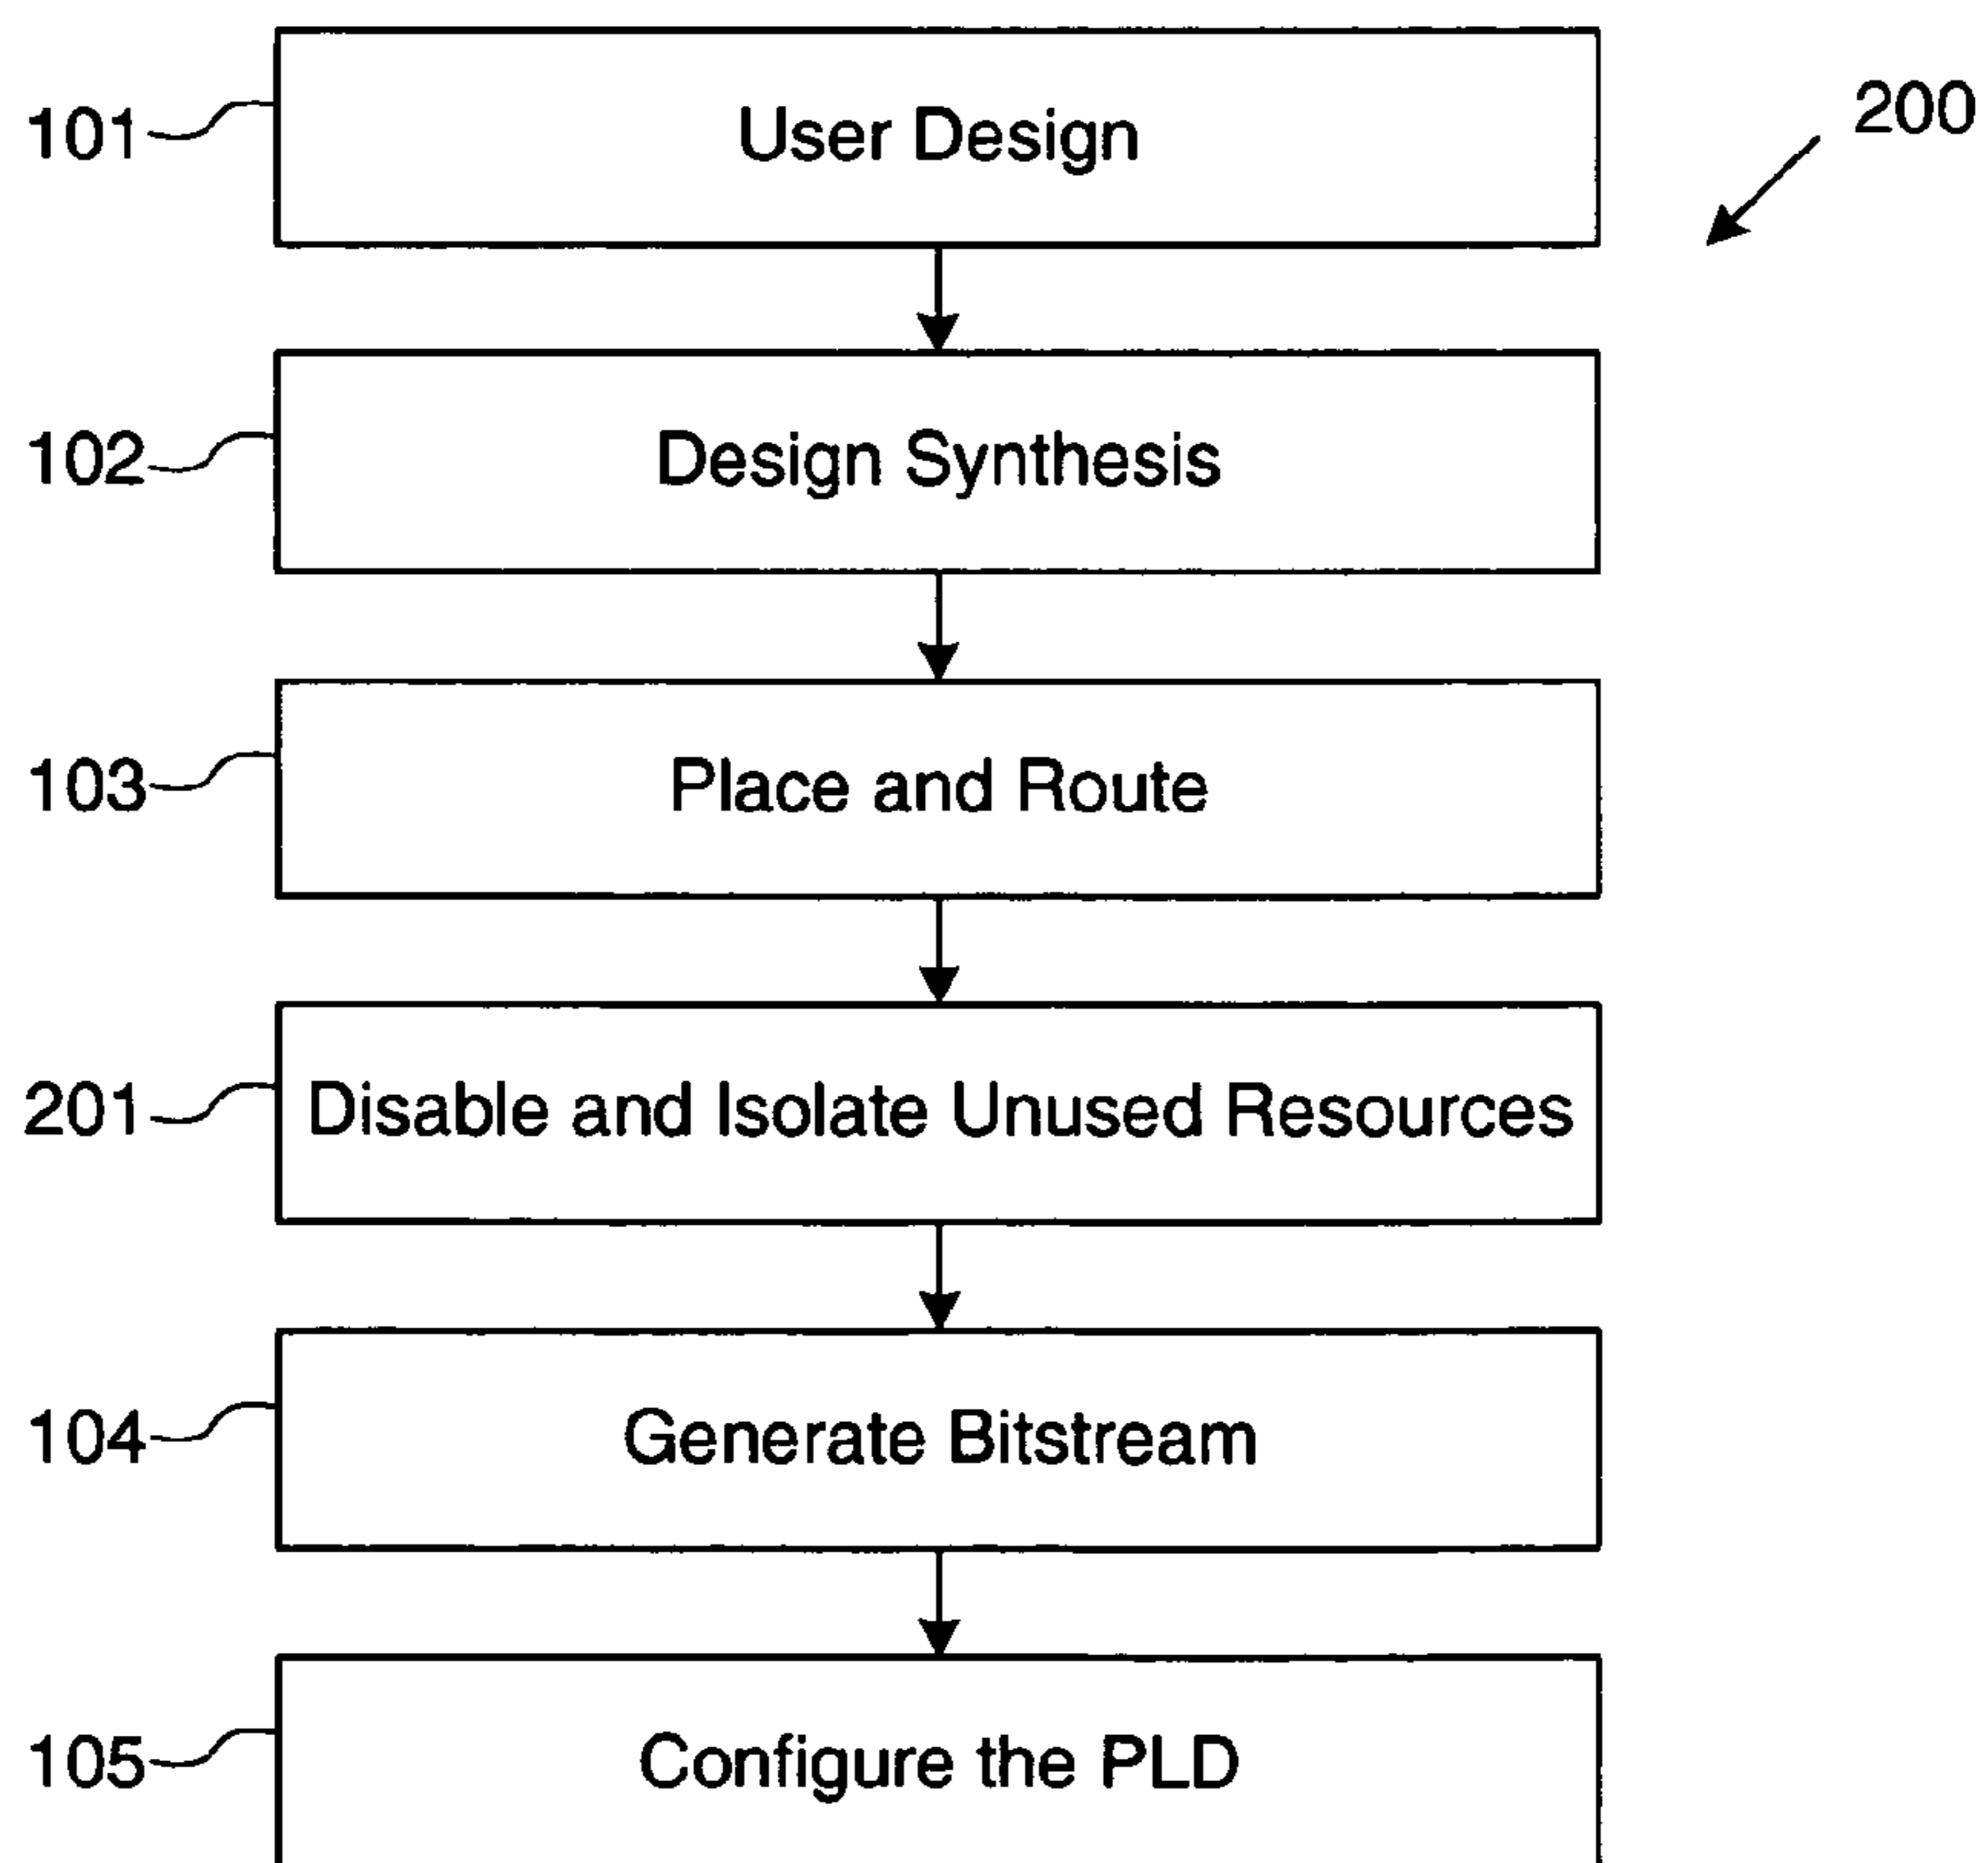 200
101 User Design
102 Design Synthesis
103 Place and Route
201 Disable and Isolate Unused Resources
104 Generate Bitstream
105 Configure the PLD